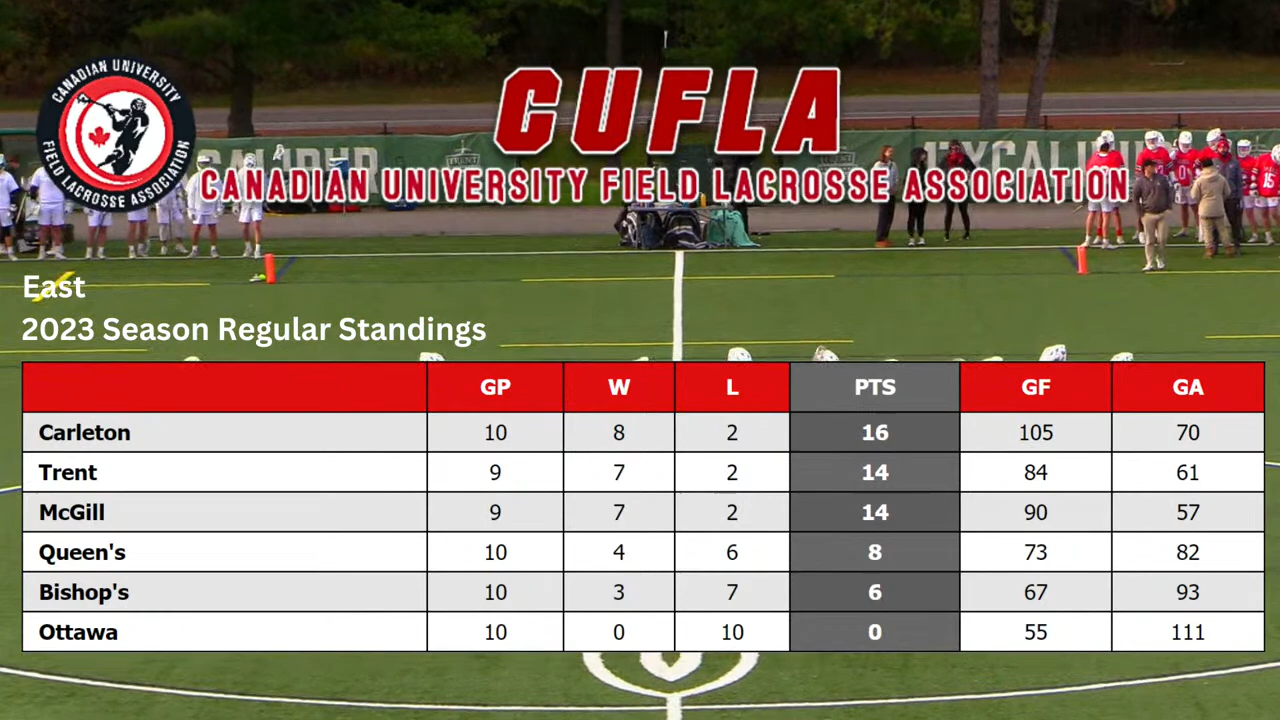 CANADIAN UNIVERSITY
FIELD LACROSSE ASSOCIATION
CUFLA
CANADIAN UNIVERSITY FIELD LACROSSE ASSOCIATION
TRENT
15
East
2023 Season Regular Standings
GP W L PTS GF GA
Carleton 10 8 2 16 105 70
Trent 9 7 2 14 84 61
McGill 9 7 2 14 90 57
Queen's 10 4 6 8 73 82
Bishop's 10 3 7 6 67 93
Ottawa 10 0 10 0 55 111